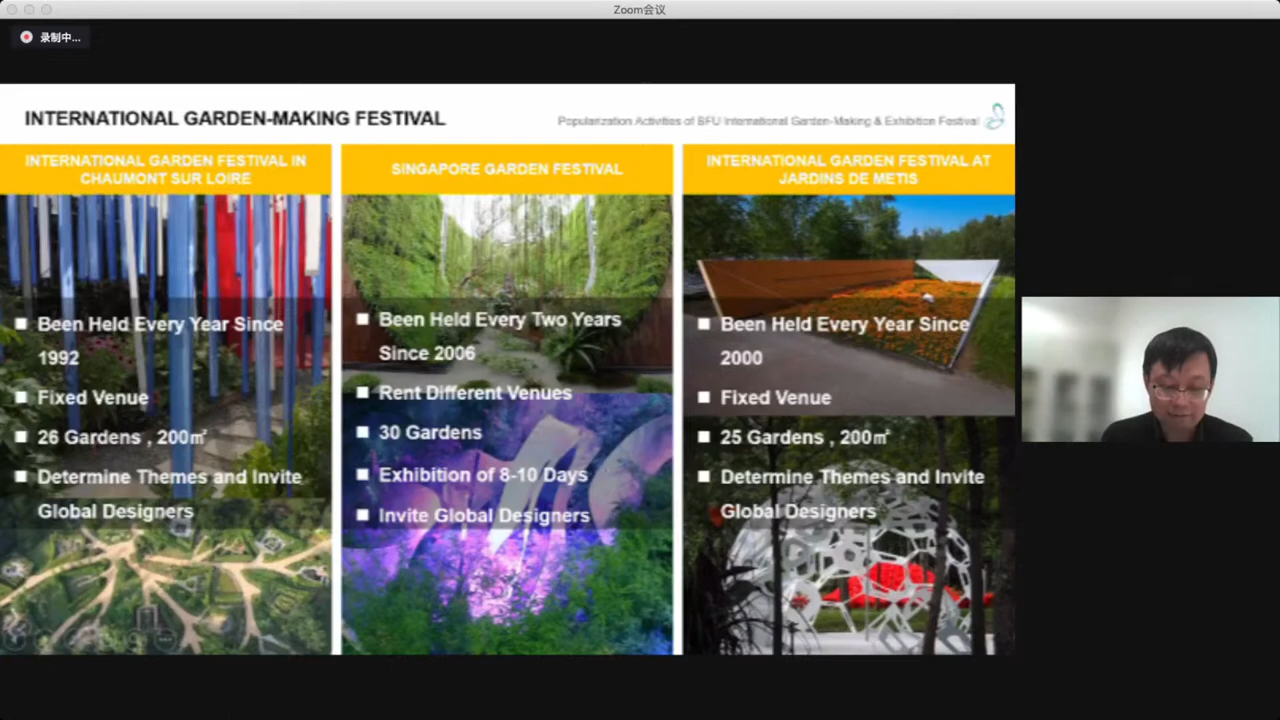 Zoom会议
录制中...
INTERNATIONAL GARDEN-MAKING FESTIVAL
Popularization Activities of BFU International Garden-Making & Exhibition Festival
INTERNATIONAL GARDEN FESTIVAL IN
CHAUMONT SUR LOIRE
■ Been Held Every Year Since
1992
■ Fixed Venue
■ 26 Gardens , 200㎡
■ Determine Themes and Invite
Global Designers
SINGAPORE GARDEN FESTIVAL
■ Been Held Every Two Years
Since 2006
■ Rent Different Venues
■ 30 Gardens
■ Exhibition of 8-10 Days
■ Invite Global Designers
INTERNATIONAL GARDEN FESTIVAL AT
JARDINS DE METIS
■ Been Held Every Year Since
2000
■ Fixed Venue
■ 25 Gardens , 200㎡
■ Determine Themes and Invite
Global Designers